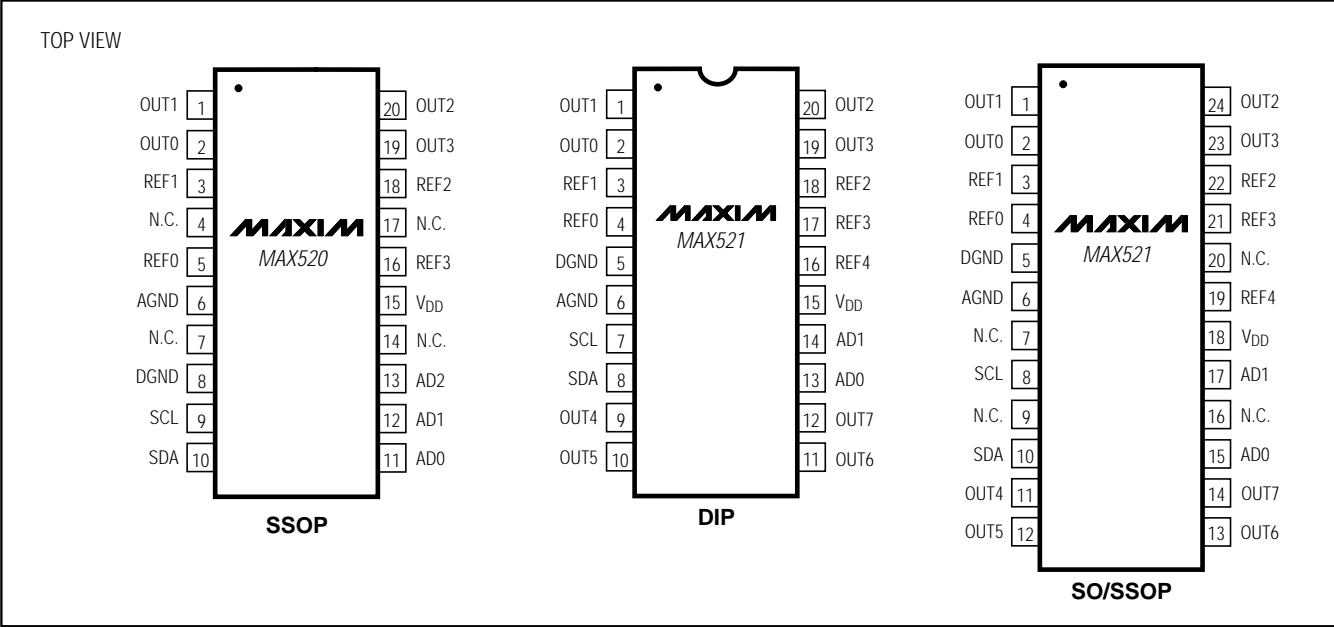 TOP VIEW
OUT1 1 20 OUT2
OUT0 2 19 OUT3
REF1 3 18 REF2
N.C. 4 17 N.C.
REF0 5 16 REF3
AGND 6 15 VDD
N.C. 7 14 N.C.
DGND 8 13 AD2
SCL 9 12 AD1
SDA 10 11 AD0
MAXIM
MAX520
SSOP
OUT1 1 20 OUT2
OUT0 2 19 OUT3
REF1 3 18 REF2
REF0 4 17 REF3
DGND 5 16 REF4
AGND 6 15 VDD
SCL 7 14 AD1
SDA 8 13 AD0
OUT4 9 12 OUT7
OUT5 10 11 OUT6
MAXIM
MAX521
DIP
OUT1 1 24 OUT2
OUT0 2 23 OUT3
REF1 3 22 REF2
REF0 4 21 REF3
DGND 5 20 N.C.
AGND 6 19 REF4
N.C. 7 18 VDD
SCL 8 17 AD1
N.C. 9 16 N.C.
SDA 10 15 AD0
OUT4 11 14 OUT7
OUT5 12 13 OUT6
MAXIM
MAX521
SO/SSOP